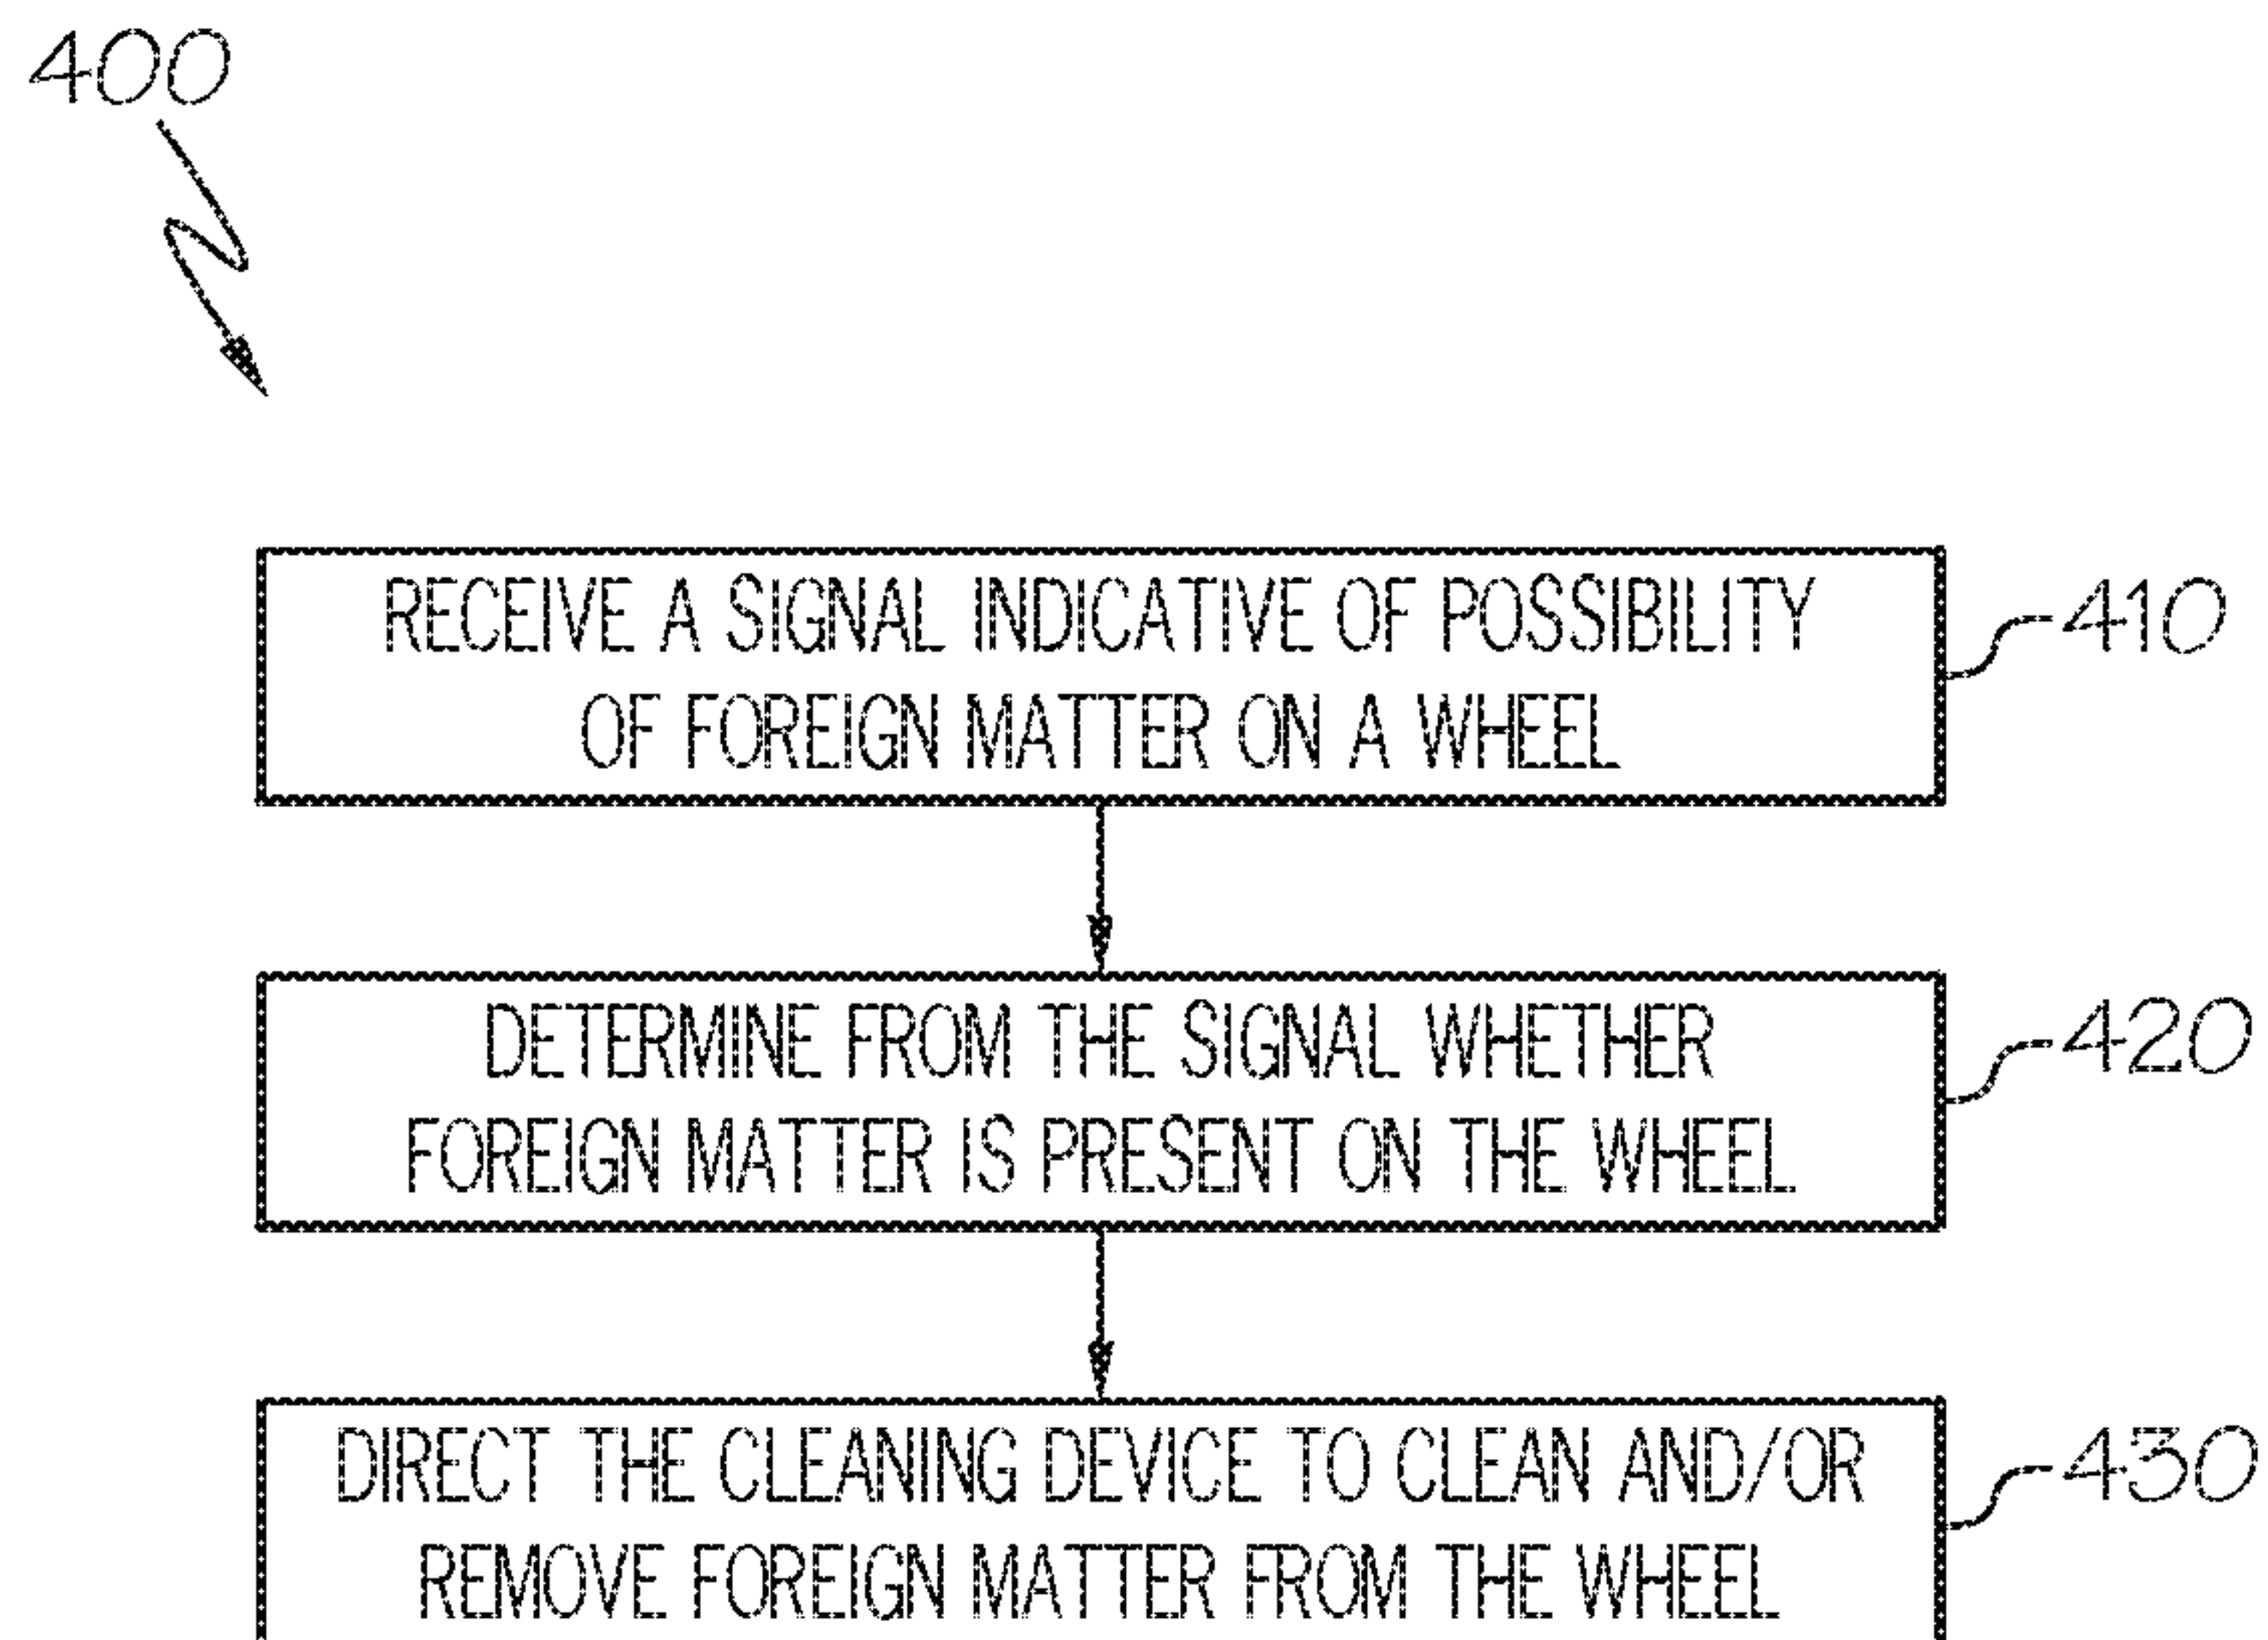 400
RECEIVE A SIGNAL INDICATIVE OF POSSIBILITY
OF FOREIGN MATTER ON A WHEEL
410
DETERMINE FROM THE SIGNAL WHETHER
FOREIGN MATTER IS PRESENT ON THE WHEEL
420
DIRECT THE CLEANING DEVICE TO CLEAN AND/OR
REMOVE FOREIGN MATTER FROM THE WHEEL
430